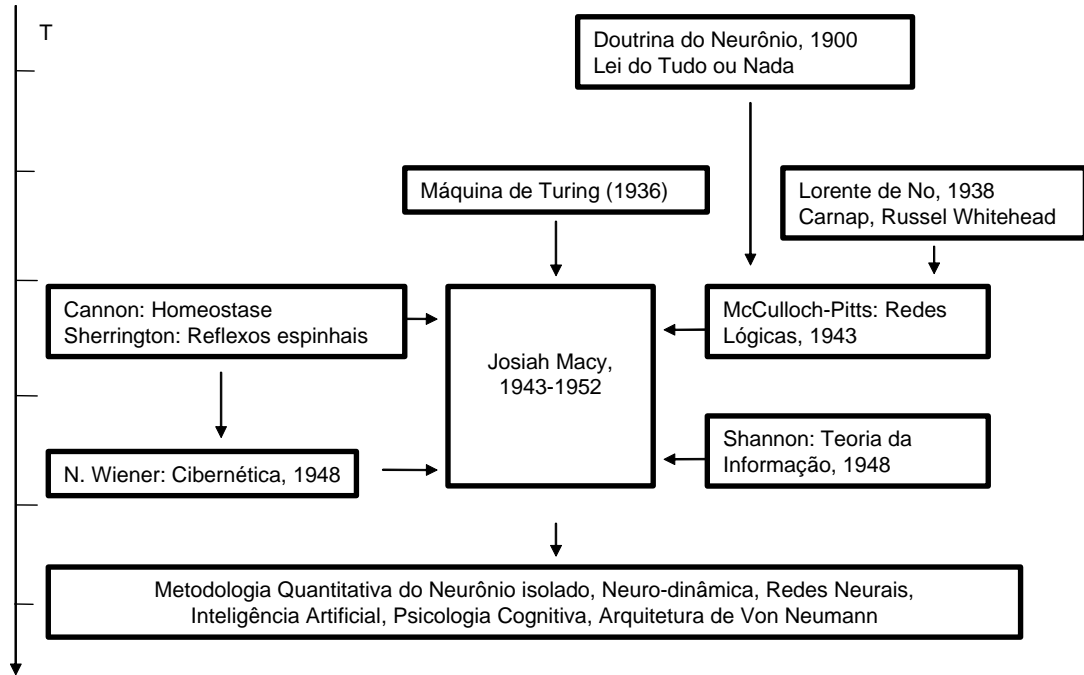 T
Doutrina do Neurônio, 1900
Lei do Tudo ou Nada
Máquina de Turing (1936)
Lorente de No, 1938
Carnap, Russel Whitehead
Cannon: Homeostase
Sherrington: Reflexos espinhais
Josiah Macy,
1943-1952
McCulloch-Pitts: Redes
Lógicas, 1943
N. Wiener: Cibernética, 1948
Shannon: Teoria da
Informação, 1948
Metodologia Quantitativa do Neurônio isolado, Neuro-dinâmica, Redes Neurais,
Inteligência Artificial, Psicologia Cognitiva, Arquitetura de Von Neumann